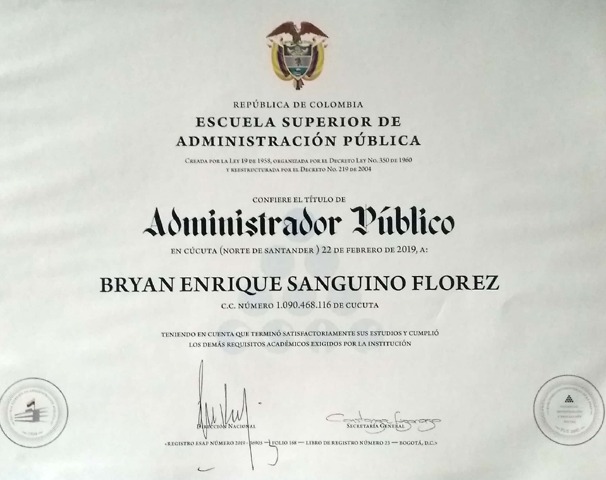 REPÚBLICA DE COLOMBIA
ESCUELA SUPERIOR DE
ADMINISTRACIÓN PÚBLICA
CREADA POR LA LEY 19 DE 1958, ORGANIZADA POR EL DECRETO LEY NO. 350 DE 1960
Y REESTRUCTURADA POR EL DECRETO NO. 219 DE 2004
CONFIERE EL TÍTULO DE
Administrador Público
EN CÚCUTA (NORTE DE SANTANDER ) 22 DE FEBRERO DE 2019, A:
BRYAN ENRIQUE SANGUINO FLOREZ
C.C. NÚMERO 1.090.468.116 DE CUCUTA
TENIENDO EN CUENTA QUE TERMINÓ SATISFACTORIAMENTE SUS ESTUDIOS Y CUMPLIÓ
LOS DEMÁS REQUISITOS ACADÉMICOS EXIGIDOS POR LA INSTITUCIÓN
DIRECCIÓN NACIONAL SECRETARÍA GENERAL
«REGISTRO ESAP NÚMERO 2019 - FOLIO 108 — LIBRO DE REGISTRO NÚMERO 23 — BOGOTÁ, D.C.»